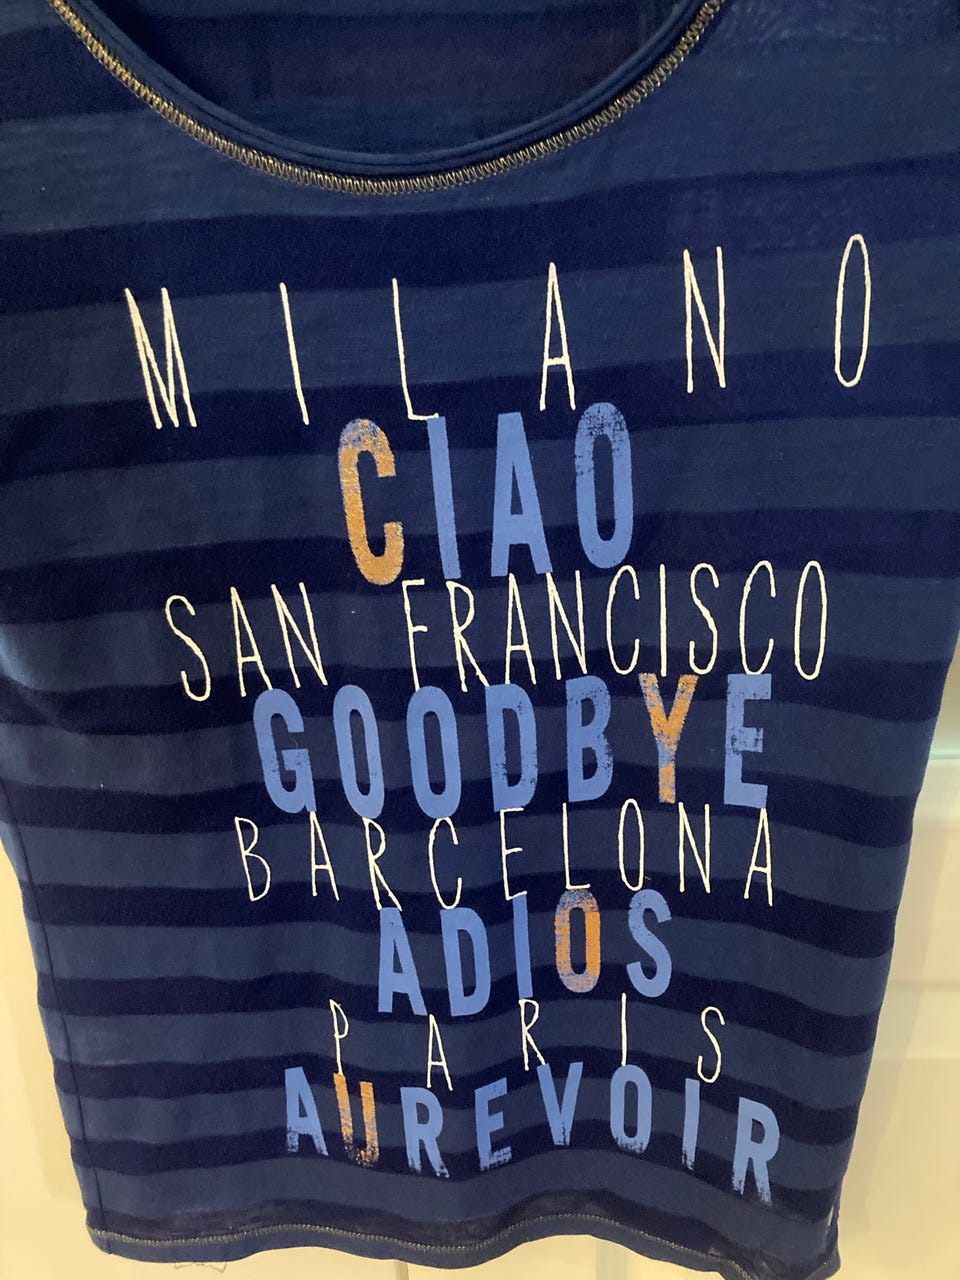 MILANO
CIAO
SAN FRANCISCO
GOODBYE
BARCELONA
ADIOS
PARIS
AUREVOIR